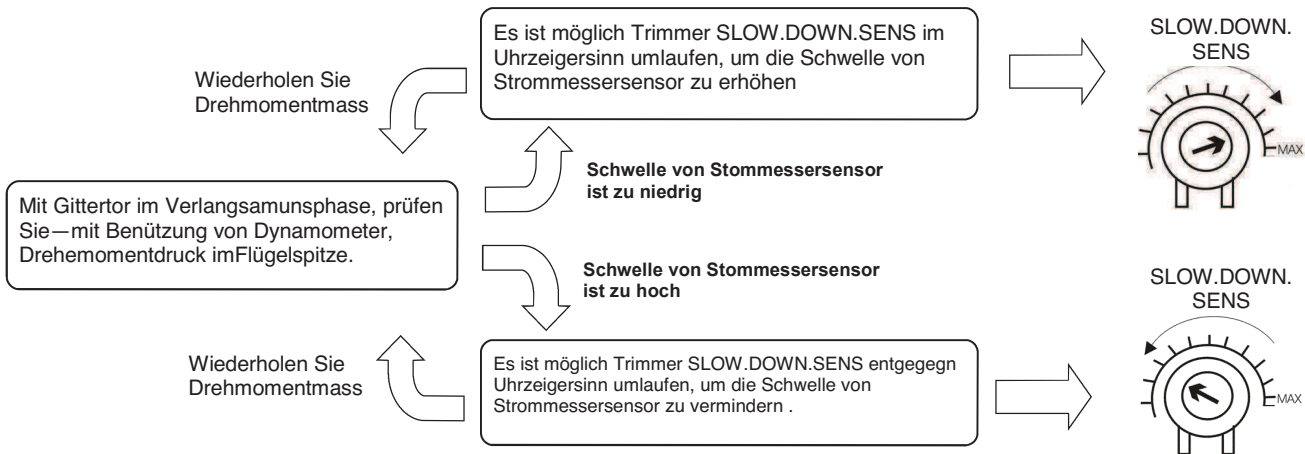 Es ist möglich Trimmer SLOW.DOWN.SENS im
Uhrzeigersinn umlaufen, um die Schwelle von
Strommessersensor zu erhöhen
SLOW.DOWN.
SENS
MAX
Wiederholen Sie
Drehmomentmass
Schwelle von Stommessersensor
ist zu niedrig
Mit Gittertor im Verlangsamunsphase, prüfen
Sie—mit Benützung von Dynamometer,
Drehemomentdruck imFlügelspitze.
Schwelle von Stommessersensor
ist zu hoch
Wiederholen Sie
Drehmomentmass
Es ist möglich Trimmer SLOW.DOWN.SENS entgegegn
Uhrzeigersinn umlaufen, um die Schwelle von
Strommessersensor zu vermindern .
SLOW.DOWN.
SENS
MAX